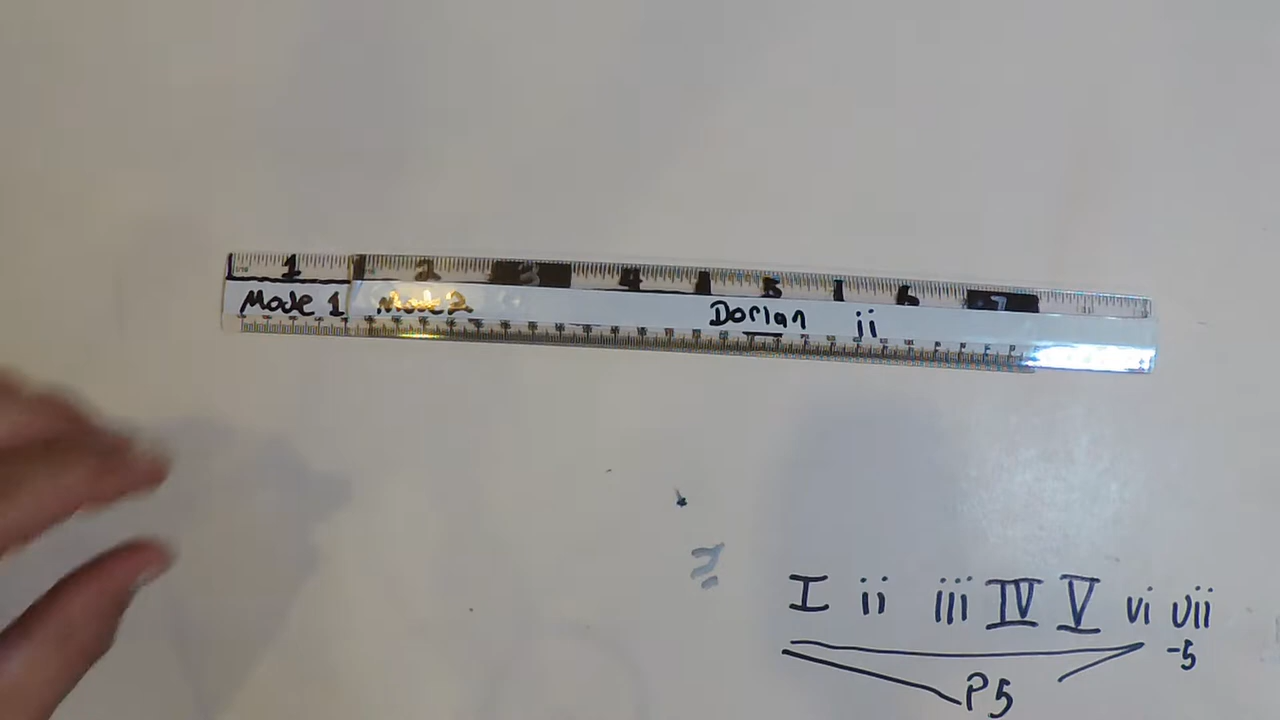 1 2 3 4 5 6 7
Mode 1 Mode 2 Dorian ii
I ii iii IV V vi vii
-5
P5